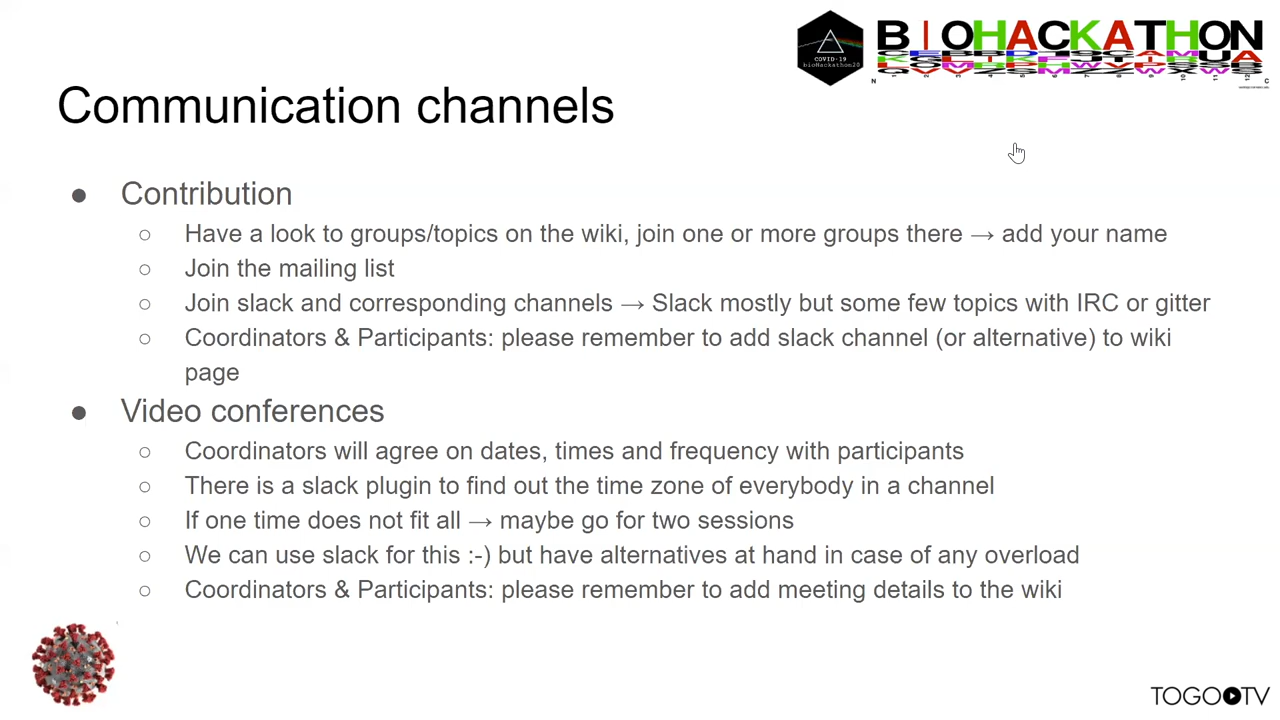 BIOHACKATHON
COVID-19
bioHackathon20
Communication channels
● Contribution
○ Have a look to groups/topics on the wiki, join one or more groups there → add your name
○ Join the mailing list
○ Join slack and corresponding channels → Slack mostly but some few topics with IRC or gitter
○ Coordinators & Participants: please remember to add slack channel (or alternative) to wiki
page
● Video conferences
○ Coordinators will agree on dates, times and frequency with participants
○ There is a slack plugin to find out the time zone of everybody in a channel
○ If one time does not fit all → maybe go for two sessions
○ We can use slack for this :-) but have alternatives at hand in case of any overload
○ Coordinators & Participants: please remember to add meeting details to the wiki
TOGOTV